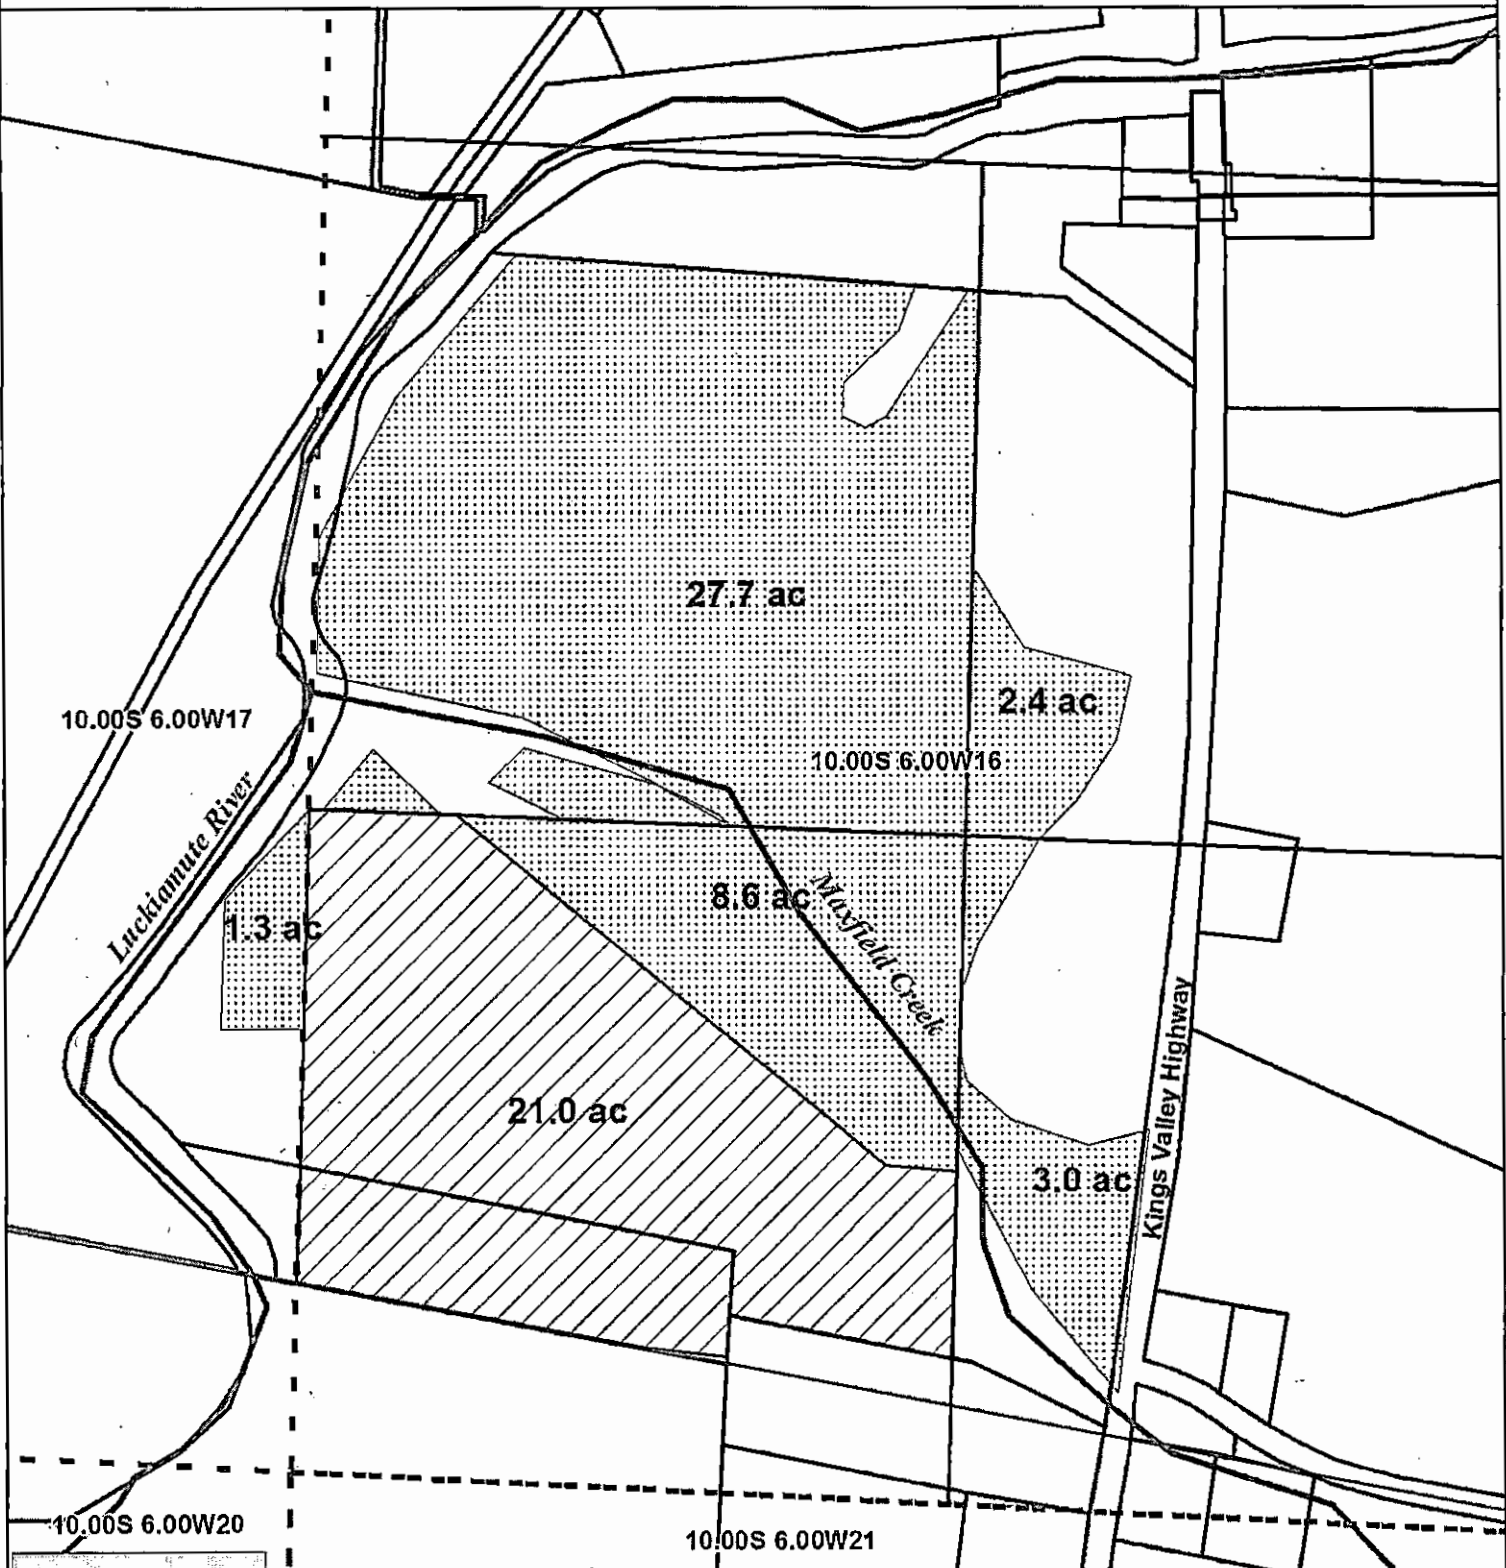 27.7 ac
2.4 ac
10.00S 6.00W17
10.00S 6.00W16
Luckiamute River
8.6 ac
Maxfield Creek
1.3 ac
21.0 ac
3.0 ac
Kings Valley Highway
10.00S 6.00W20
10.00S 6.00W21